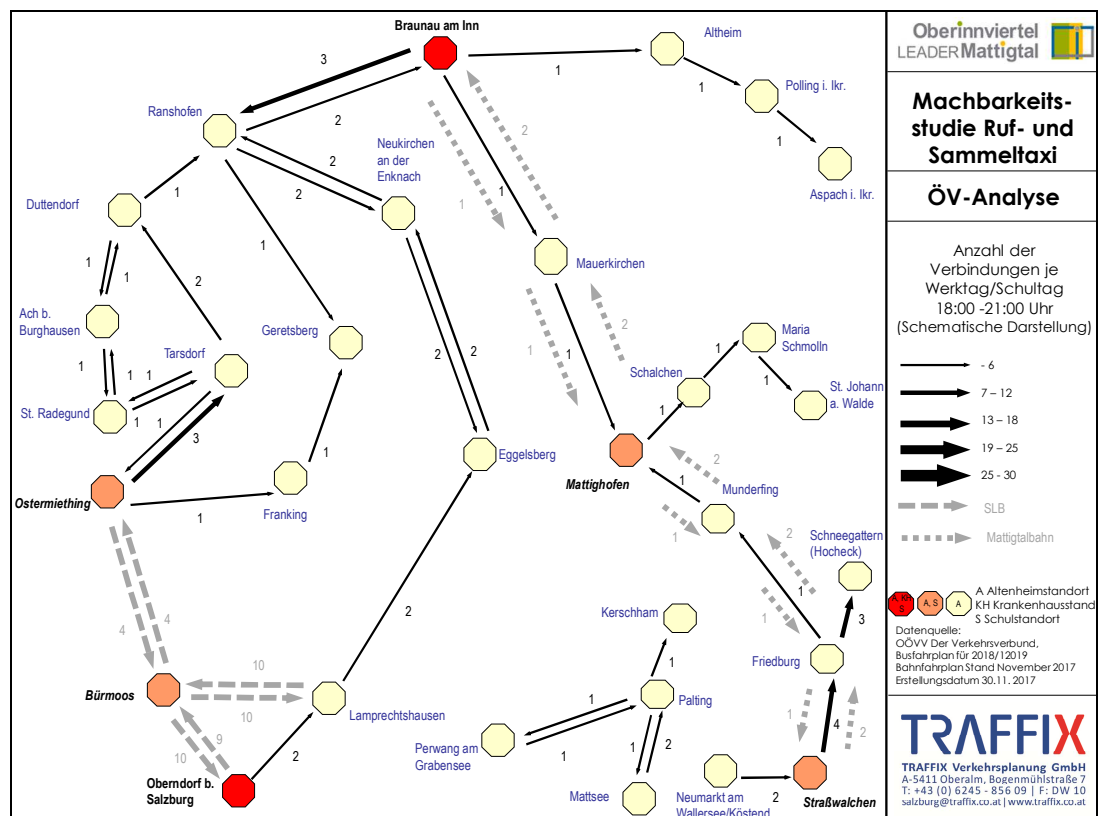 Braunau am Inn
Altheim
3
1
Polling i. Ikr.
1
Ranshofen
2
2
Neukirchen
an der
Enknach
1
2
2
1
1
Aspach i. Ikr.
Duttendorf
1
1
Mauerkirchen
1
1
2
Ach b.
Burghausen
Geretsberg
2
2
2
1
1
Maria
Schmolln
Tarsdorf
1
1
1
1
Schalchen
1
St. Johann
a. Walde
St. Radegund
1
1
1
3
1
1
Eggelsberg
Mattighofen
2
1
Munderfing
Ostermiething
1
Franking
1
Schneegattern
(Hocheck)
2
1
Kerschham
2
1
3
4
4
10
1
Friedburg
Bürmoos
10
Lamprechtshausen
1
Palting
1
4
2
10
9
Perwang am
Grabensee
1
1
2
Oberndorf b.
Salzburg
2
Mattsee
Neumarkt am
Wallersee/Köstend
2
Straßwalchen
Oberinnviertel
LEADER Mattigtal
Machbarkeits-
studie Ruf- und
Sammeltaxi
ÖV-Analyse
Anzahl der
Verbindungen je
Werktag/Schultag
18:00 -21:00 Uhr
(Schematische Darstellung)
- 6
7 – 12
13 – 18
19 – 25
25 - 30
SLB
Mattigtalbahn
A, KH
S
A, S
A
A Altenheimstandort
KH Krankenhausstand
S Schulstandort
Datenquelle:
OÖVV Der Verkehrsverbund,
Busfahrplan für 2018/12019
Bahnfahrplan Stand November 2017
Erstellungsdatum 30.11. 2017
TRAFFIX
TRAFFIX Verkehrsplanung GmbH
A-5411 Oberalm, Bogenmühlstraße 7
T: +43 (0) 6245 - 856 09 | F: DW 10
salzburg@traffix.co.at | www.traffix.co.at